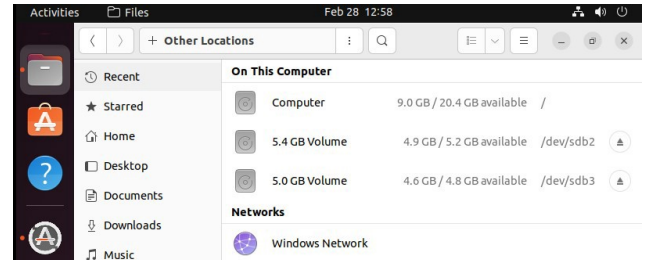 Activities Files Feb 28 12:58
+ Other Locations
Recent
Starred
Home
Desktop
Documents
Downloads
Music
On This Computer
Computer 9.0 GB / 20.4 GB available /
5.4 GB Volume 4.9 GB / 5.2 GB available /dev/sdb2
5.0 GB Volume 4.6 GB / 4.8 GB available /dev/sdb3
Networks
Windows Network